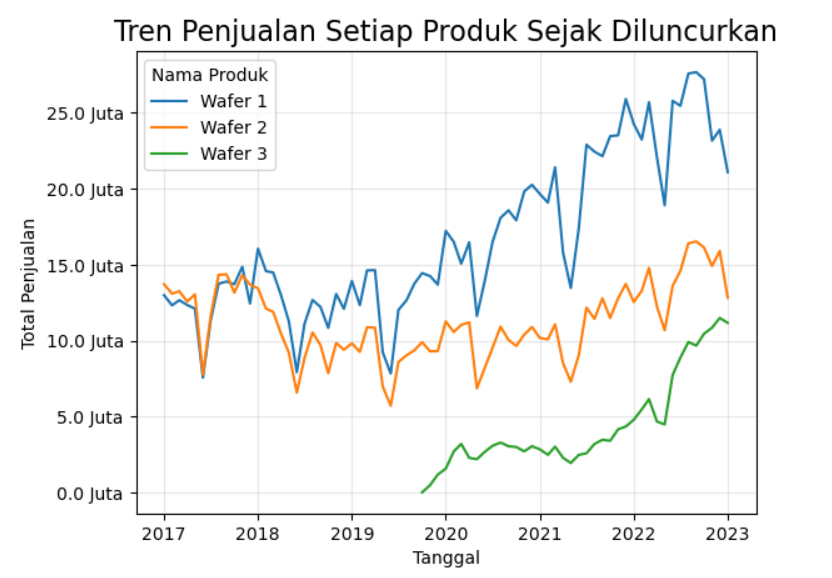 Tren Penjualan Setiap Produk Sejak Diluncurkan
Nama Produk
Wafer 1
Wafer 2
Wafer 3
25.0 Juta
20.0 Juta
15.0 Juta
10.0 Juta
5.0 Juta
0.0 Juta
Total Penjualan
2017 2018 2019 2020 2021 2022 2023
Tanggal